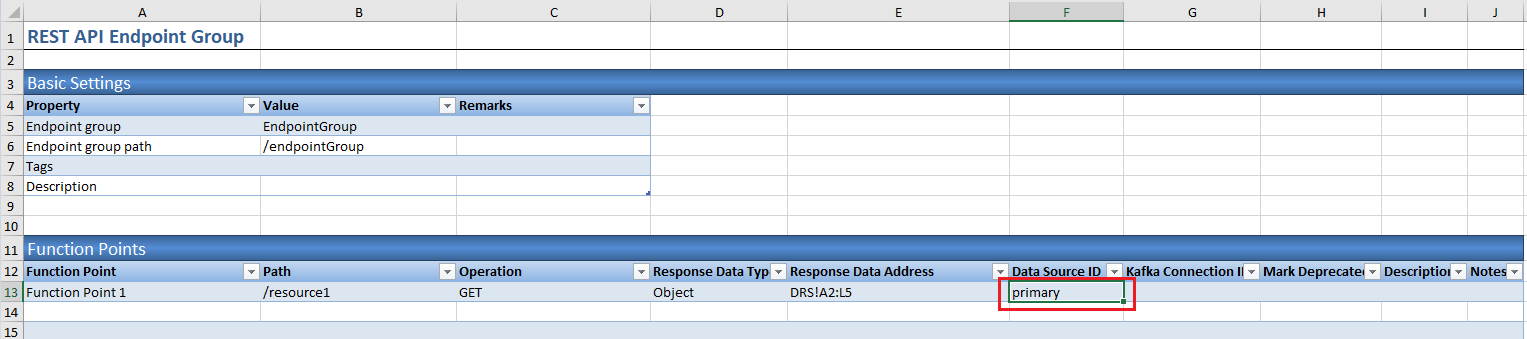 A B C D E F G H I J
1 REST API Endpoint Group
2
3 Basic Settings
4 Property Value Remarks
5 Endpoint group EndpointGroup
6 Endpoint group path /endpointGroup
7 Tags
8 Description
9
10
11 Function Points
12 Function Point Path Operation Response Data Typ Response Data Address Data Source ID Kafka Connection I Mark Deprecate Description Notes
13 Function Point 1 /resource1 GET Object DRS!A2:L5 primary
14
15